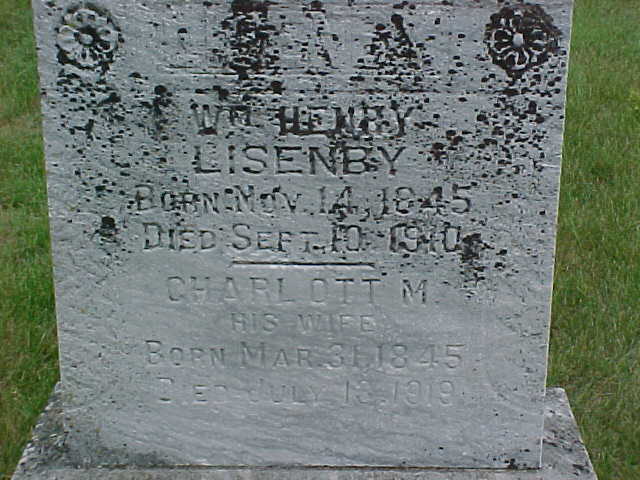 Wm HENRY
LISENBY
BORN NOV. 14, 1845
DIED SEPT. 10, 1910
CHARLOTT M.
HIS WIFE
BORN MAR. 31, 1845
DIED JULY 13, 1919